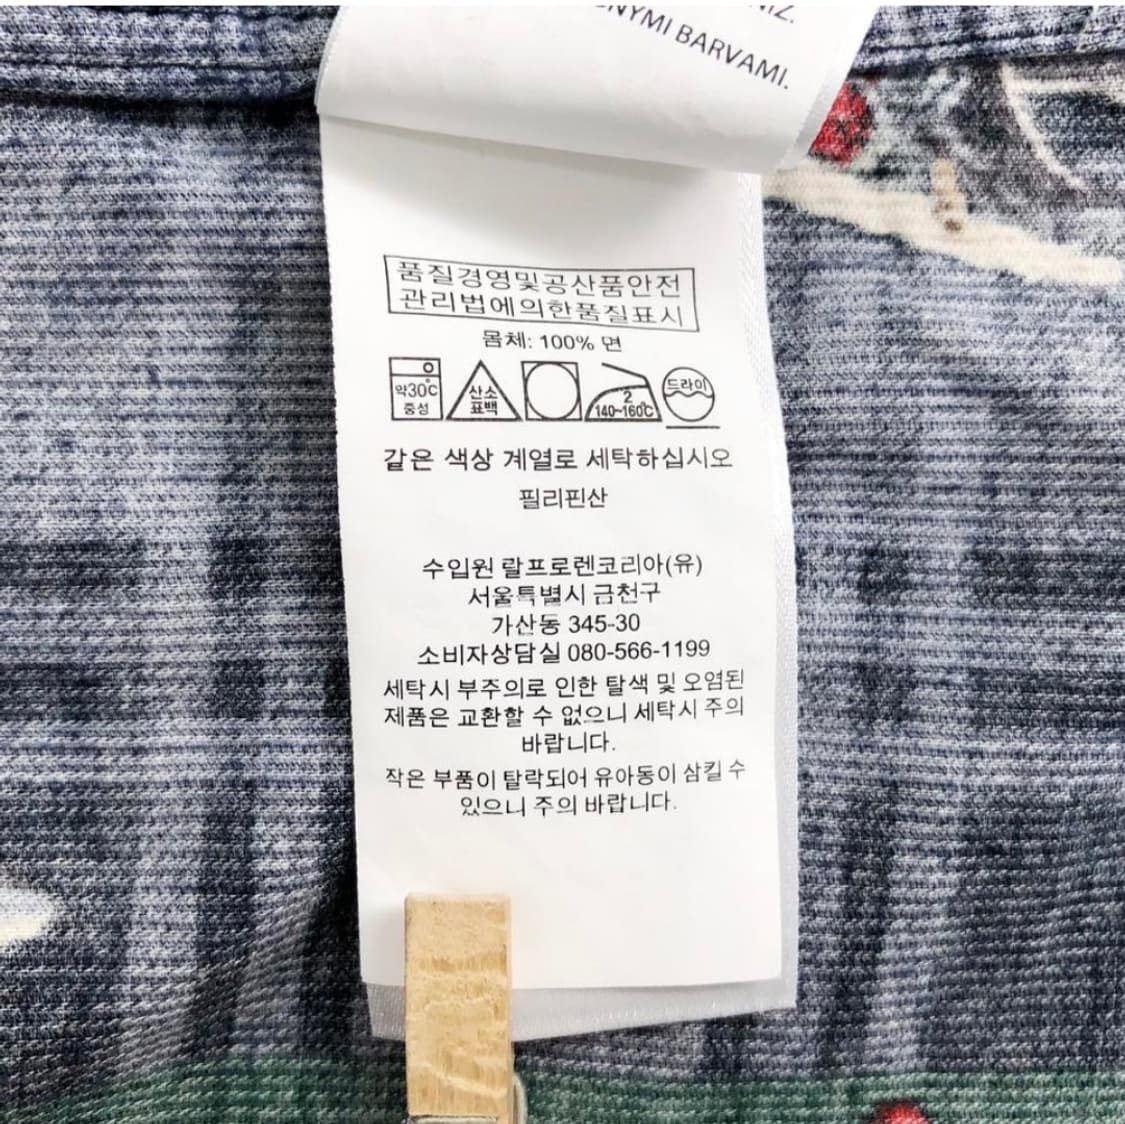 BARVAMI.
품질경영및공산품안전
관리법에의한품질표시
몸체: 100% 면
약30℃
중성
산소
표백
2
140~160℃
드라이
같은 색상 계열로 세탁하십시오
필리핀산
수입원 랄프로렌코리아(유)
서울특별시 금천구
가산동 345-30
소비자상담실 080-566-1199
세탁시 부주의로 인한 탈색 및 오염된
제품은 교환할 수 없으니 세탁시 주의
바랍니다.
작은 부품이 탈락되어 유아동이 삼킬 수
있으니 주의 바랍니다.